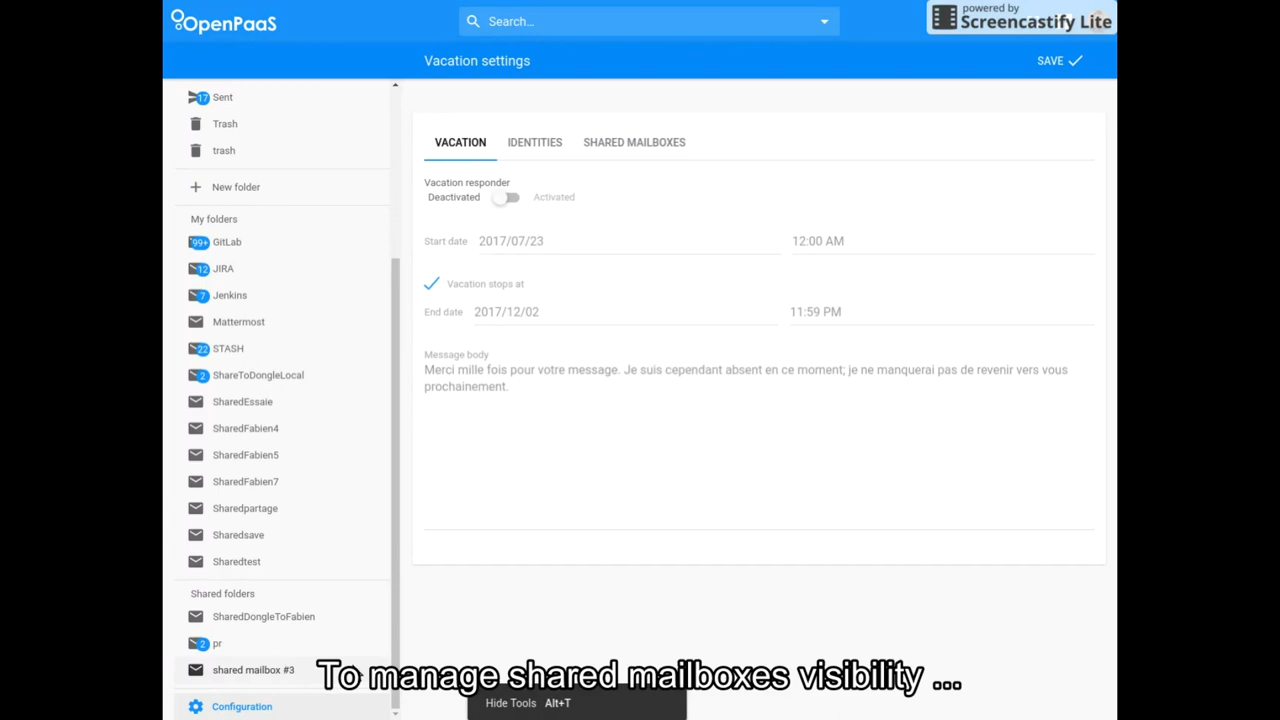 OpenPaaS
Search...
powered by
Screencastify Lite
Vacation settings
SAVE
17 Sent
Trash
trash
New folder
My folders
99+ GitLab
12 JIRA
7 Jenkins
Mattermost
22 STASH
2 ShareToDongleLocal
SharedEssaie
SharedFabien4
SharedFabien5
SharedFabien7
Sharedpartage
Sharedsave
Sharedtest
Shared folders
SharedDongleToFabien
2 pr
shared mailbox #3
Configuration
VACATION IDENTITIES SHARED MAILBOXES
Vacation responder
Deactivated Activated
Start date 2017/07/23 12:00 AM
Vacation stops at
End date 2017/12/02 11:59 PM
Message body
Merci mille fois pour votre message. Je suis cependant absent en ce moment; je ne manquerai pas de revenir vers vous
prochainement.
To manage shared mailboxes visibility ...
Hide Tools Alt+T